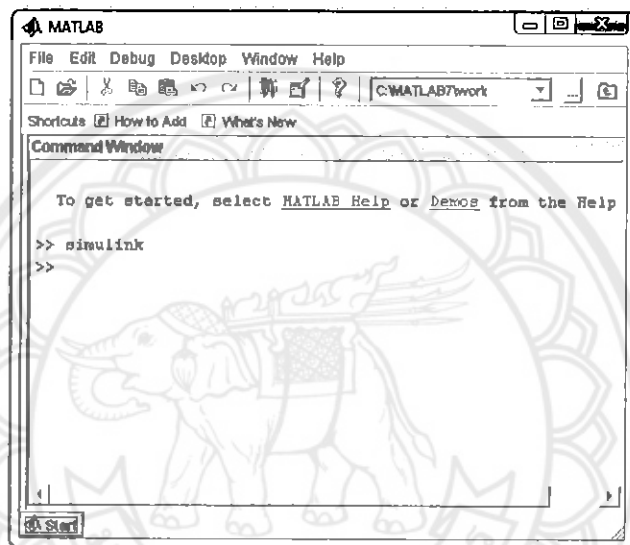 MATLAB
File Edit Debug Desktop Window Help
C:\MATLAB7\work
Shortcuts How to Add What's New
Command Window
To get started, select MATLAB Help or Demos from the Help
>> simulink
>>
Start